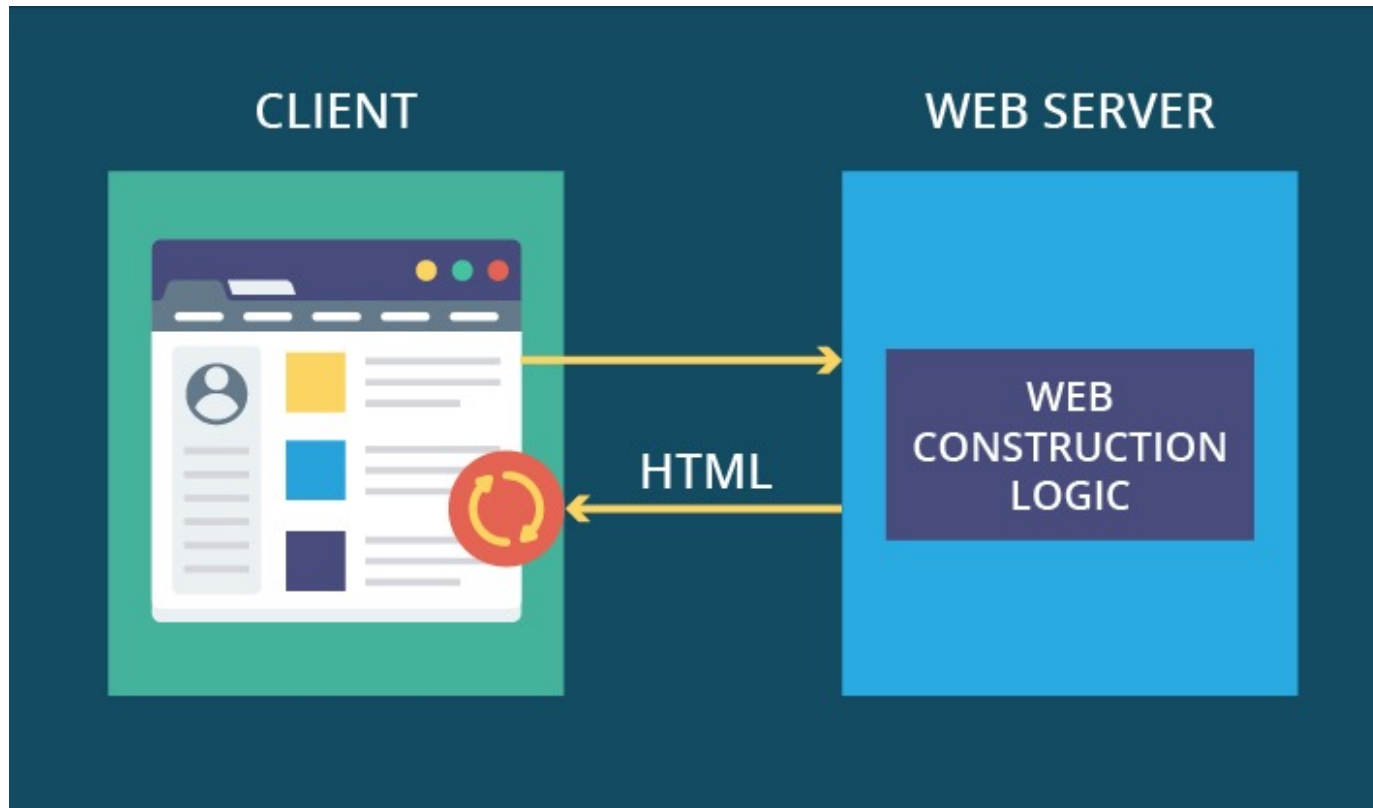 CLIENT
WEB SERVER
HTML
WEB
CONSTRUCTION
LOGIC